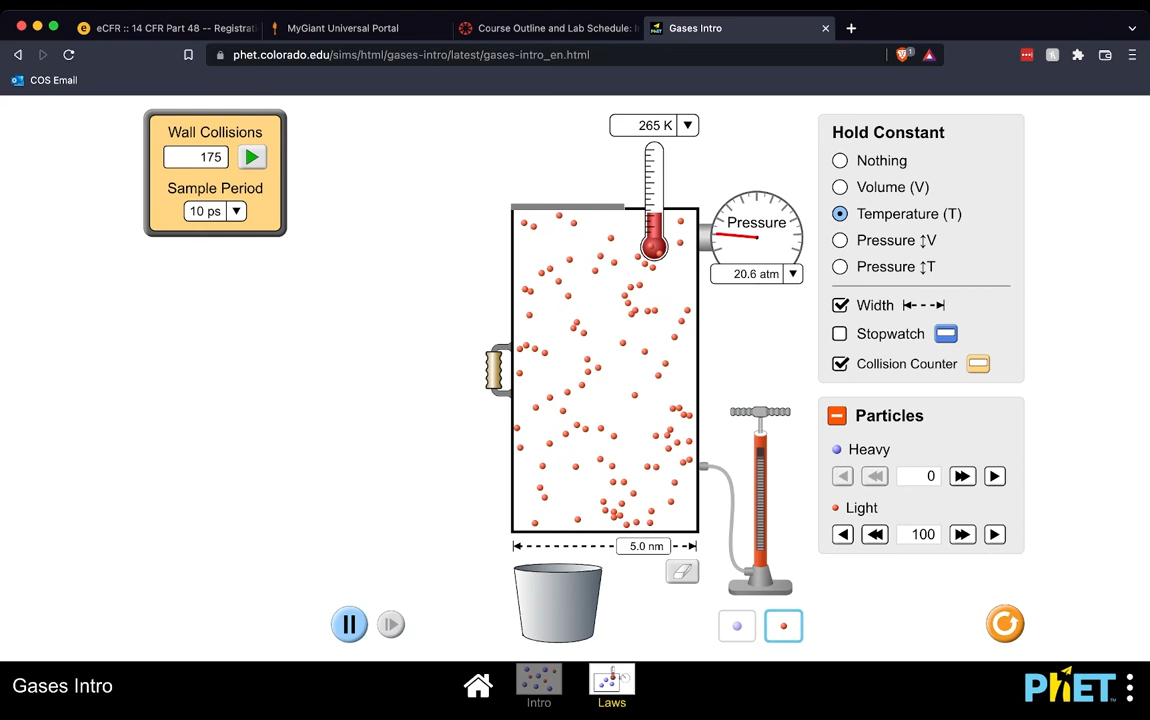 eCFR :: 14 CFR Part 48 -- Registrat
MyGiant Universal Portal
Course Outline and Lab Schedule: I
Gases Intro
phet.colorado.edu/sims/html/gases-intro/latest/gases-intro_en.html
1
COS Email
Wall Collisions
175
Sample Period
10 ps
265 K
Pressure
20.6 atm
Hold Constant
Nothing
Volume (V)
Temperature (T)
Pressure ↕V
Pressure ↕T
Width
Stopwatch
Collision Counter
Particles
Heavy
0
Light
100
5.0 nm
Gases Intro
Intro
Laws
PhET